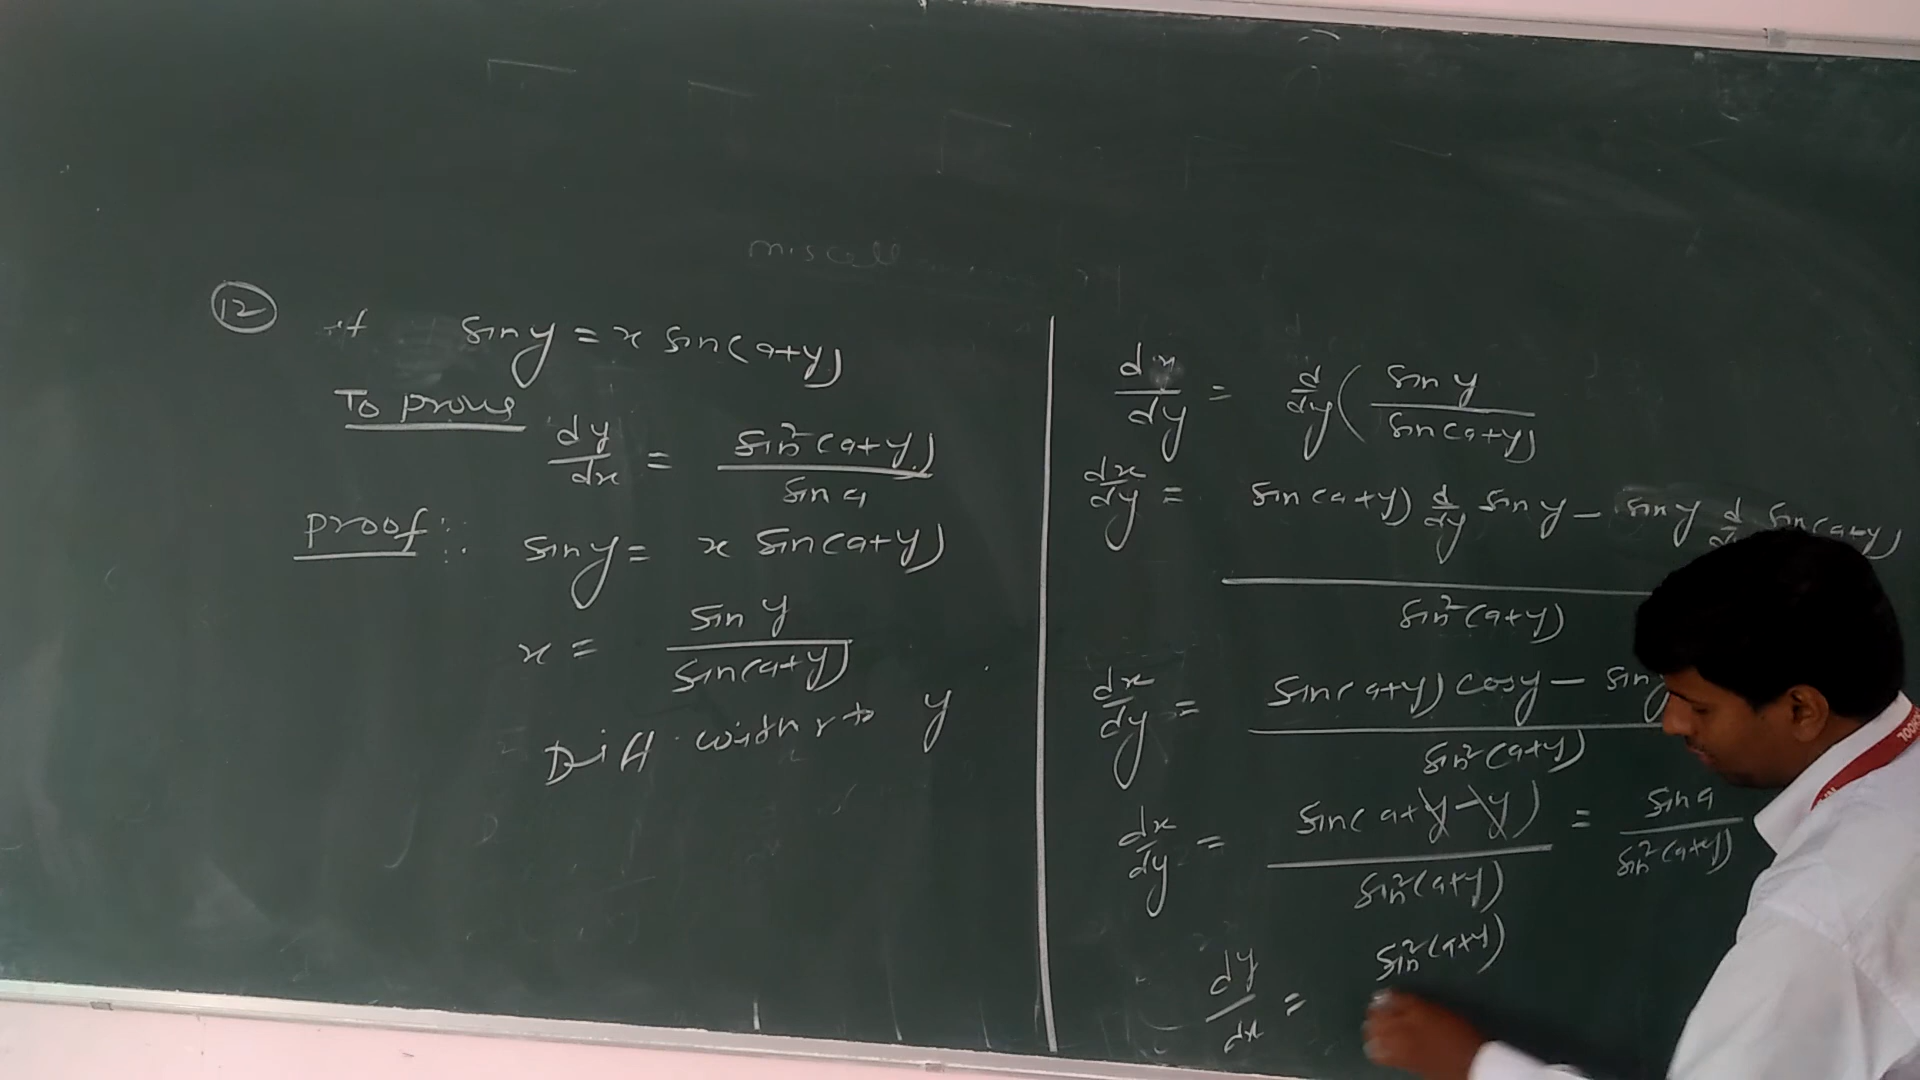 miscell
12 if sin y = x sin(a+y)
To prove
dy/dx = sin²(a+y)/sin a
proof:. sin y = x sin(a+y)
x = sin y/sin(a+y)
Diff. with r to y
dx/dy = d/dy ( sin y/sin(a+y)
dx/dy = sin(a+y) d/dy sin y - sin y d sin(a+y)
sin²(a+y)
dx/dy = sin(a+y) cos y - sin y
sin²(a+y)
dx/dy = sin(a+y-y)/sin²(a+y) = sin a/sin²(a+y)
dy/dx = sin²(a+y)